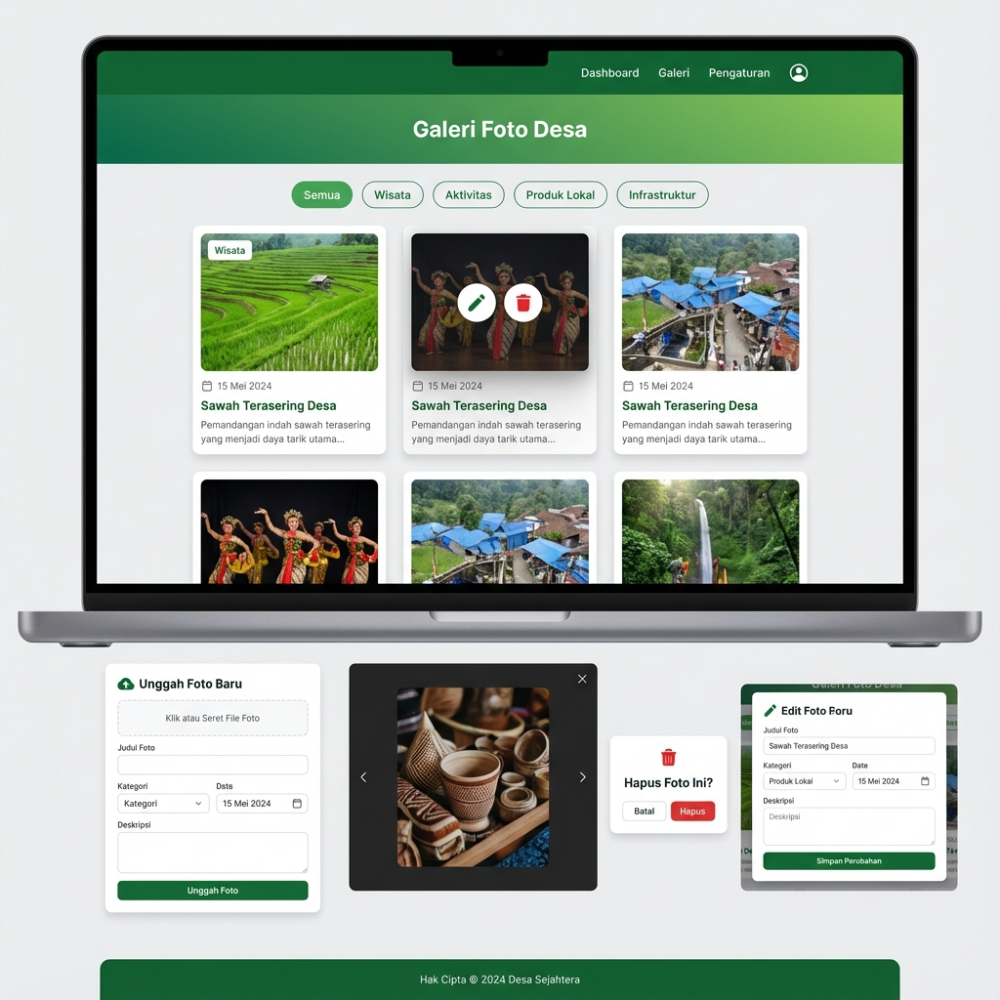 Dashboard Galeri Pengaturan
Galeri Foto Desa
Semua Wisata Aktivitas Produk Lokal Infrastruktur
Wisata
15 Mei 2024
Sawah Terasering Desa
Pemandangan indah sawah terasering
yang menjadi daya tarik utama...
15 Mei 2024
Sawah Terasering Desa
Pemandangan indah sawah terasering
yang menjadi daya tarik utama...
15 Mei 2024
Sawah Terasering Desa
Pemandangan indah sawah terasering
yang menjadi daya tarik utama...
Unggah Foto Baru
Klik atau Seret File Foto
Judul Foto
Kategori Dsts
Kategori 15 Mei 2024
Deskripsi
Unggah Foto
Hapus Foto Ini?
Batal Hapus
Galeri Foto Desa
Edit Foto Boru
Judul Foto
Sawah Terasering Desa
Kategori Date
Produk Lokal 15 Mei 2024
Deskripsi
Deskripsi
Simpan Perobahan
Hak Cipta © 2024 Desa Sejahtera